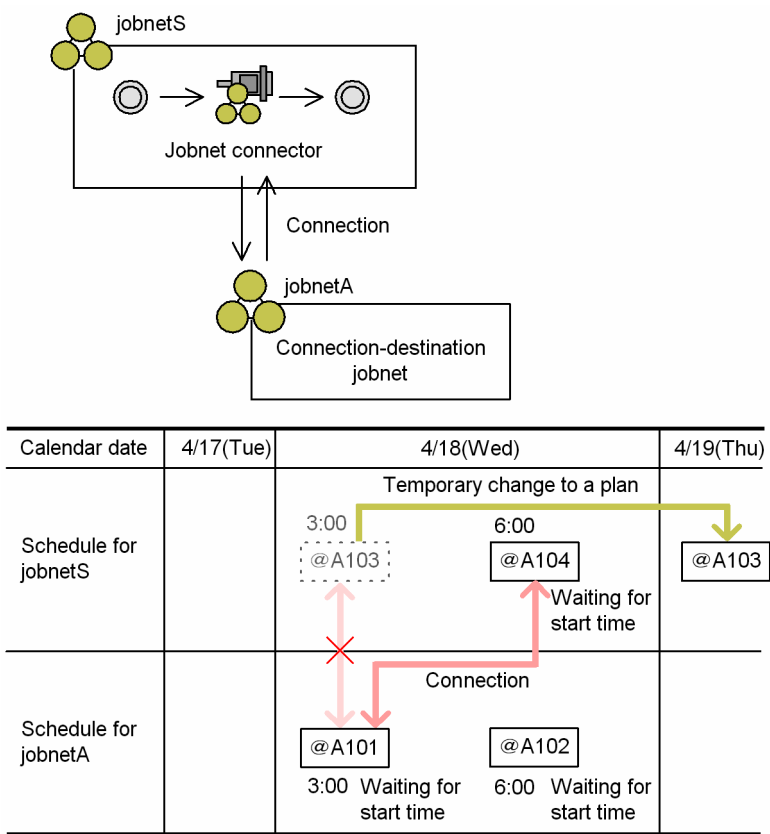 jobnetS
Jobnet connector
Connection
jobnetA
Connection-destination
jobnet
Calendar date 4/17(Tue) 4/18(Wed) 4/19(Thu)
Temporary change to a plan
3:00 6:00
Schedule for
jobnetS
@A103 @A104 @A103
Waiting for
start time
Connection
Schedule for
jobnetA
@A101 @A102
3:00 Waiting for
start time
6:00 Waiting for
start time